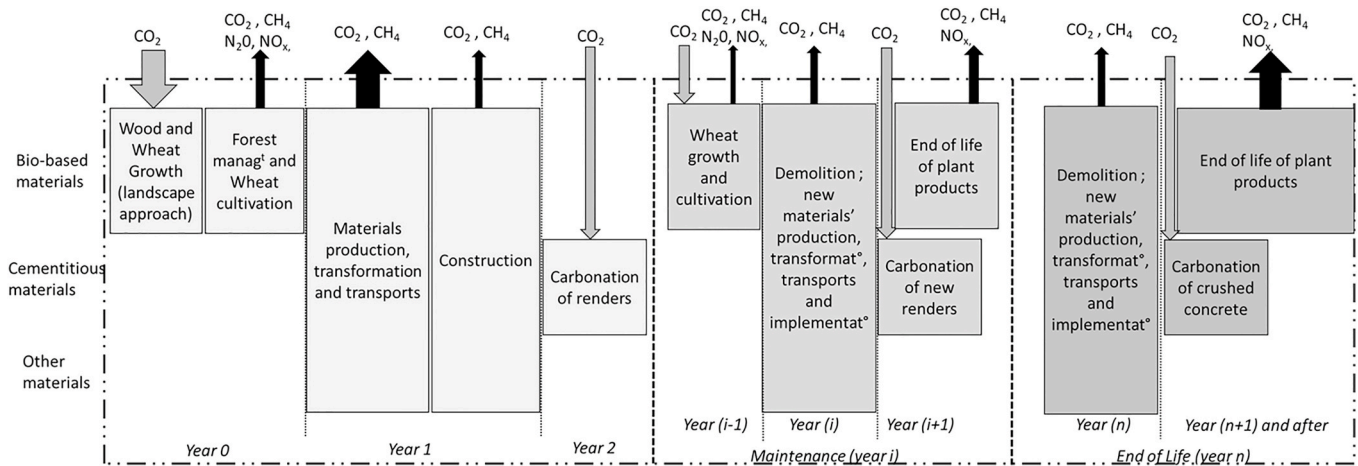 CO2
CO2 , CH4
N20, NOx,
CO2 , CH4
CO2 , CH4
CO2
CO2
CO2 , CH4
N20, NOx,
CO2 , CH4
CO2
CO2 , CH4
NOx,
CO2 , CH4
CO2
CO2 , CH4
NOx,
Bio-based
materials
Cementitious
materials
Other
materials
Wood and
Wheat
Growth
(landscape
approach)
Forest
managt and
Wheat
cultivation
Materials
production,
transformation
and transports
Construction
Carbonation
of renders
Wheat
growth
and
cultivation
Demolition ;
new
materials’
production,
transformat°,
transports
and
implementat°
End of life
of plant
products
Carbonation
of new
renders
Demolition ;
new
materials’
production,
transformat°,
transports
and
implementat°
End of life of plant
products
Carbonation
of crushed
concrete
Year 0
Year 1
Year 2
Year (i-1)
Year (i)
Year (i+1)
Maintenance (year i)
Year (n)
Year (n+1) and after
End of Life (year n)